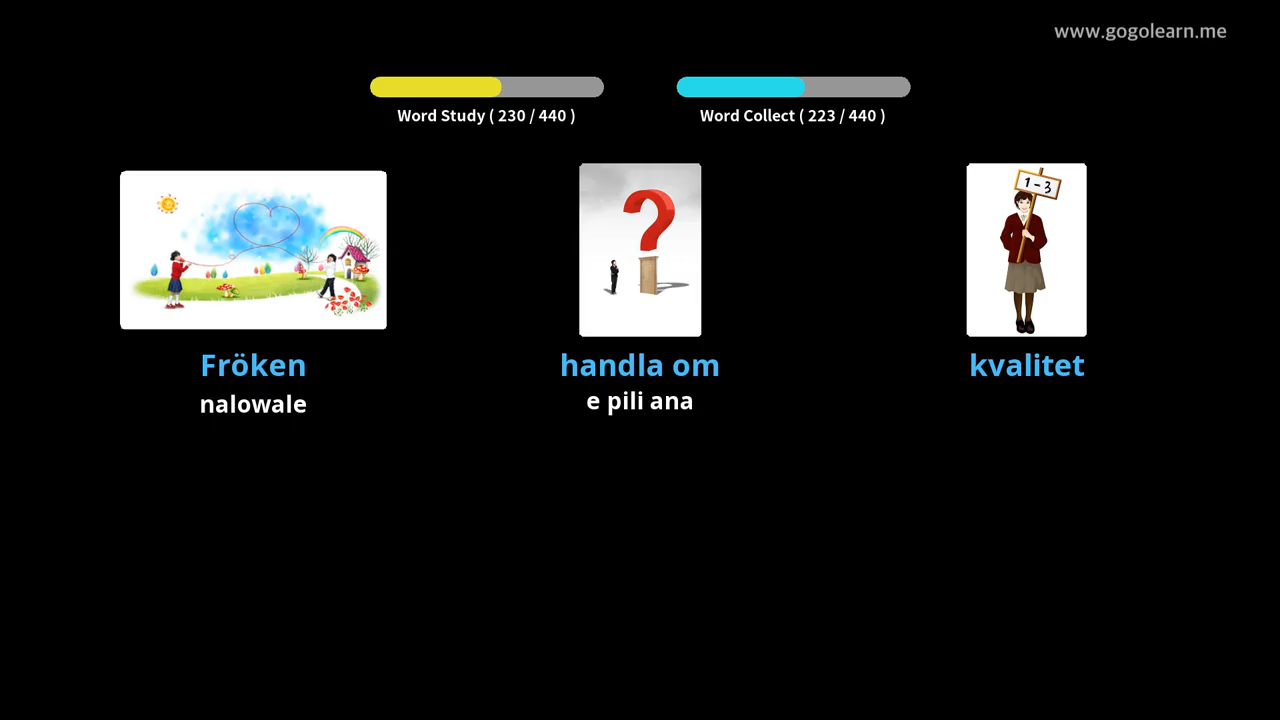 www.gogolearn.me
Word Study ( 230 / 440 )
Word Collect ( 223 / 440 )
1-3
Fröken
handla om
kvalitet
nalowale
e pili ana